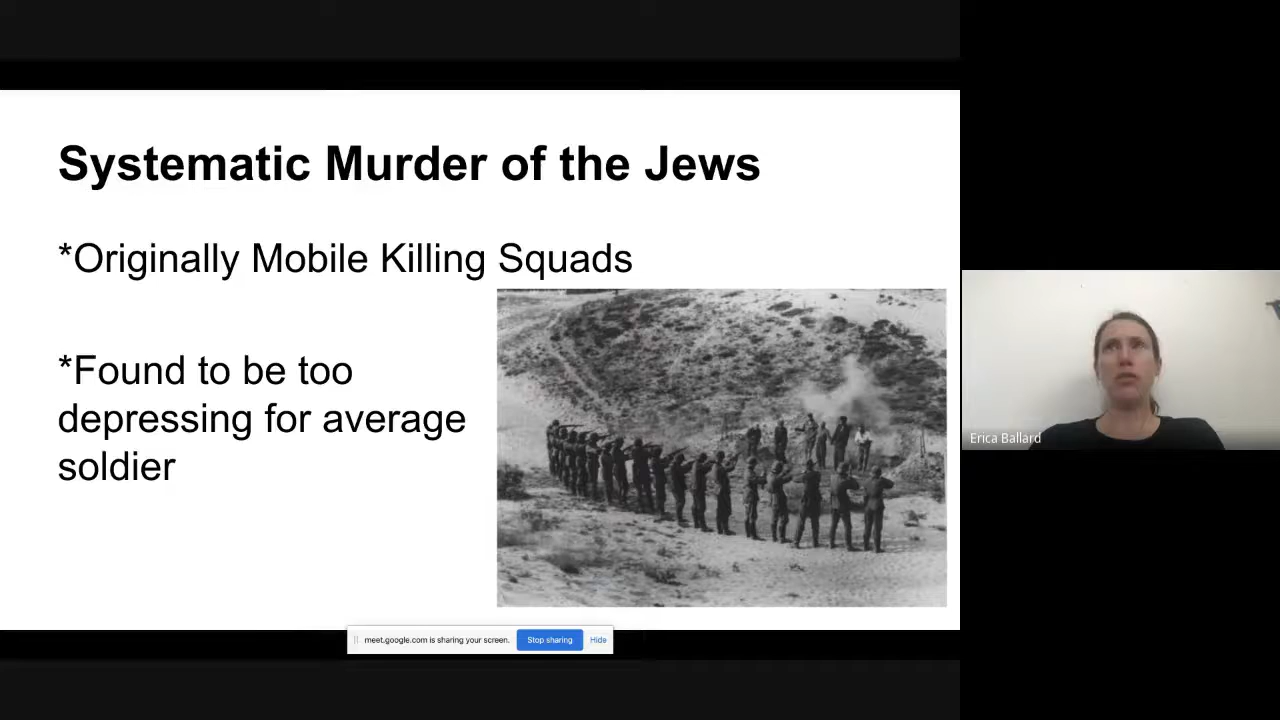 Systematic Murder of the Jews
*Originally Mobile Killing Squads
*Found to be too
depressing for average
soldier
Erica Ballard
meet.google.com is sharing your screen.
Stop sharing
Hide